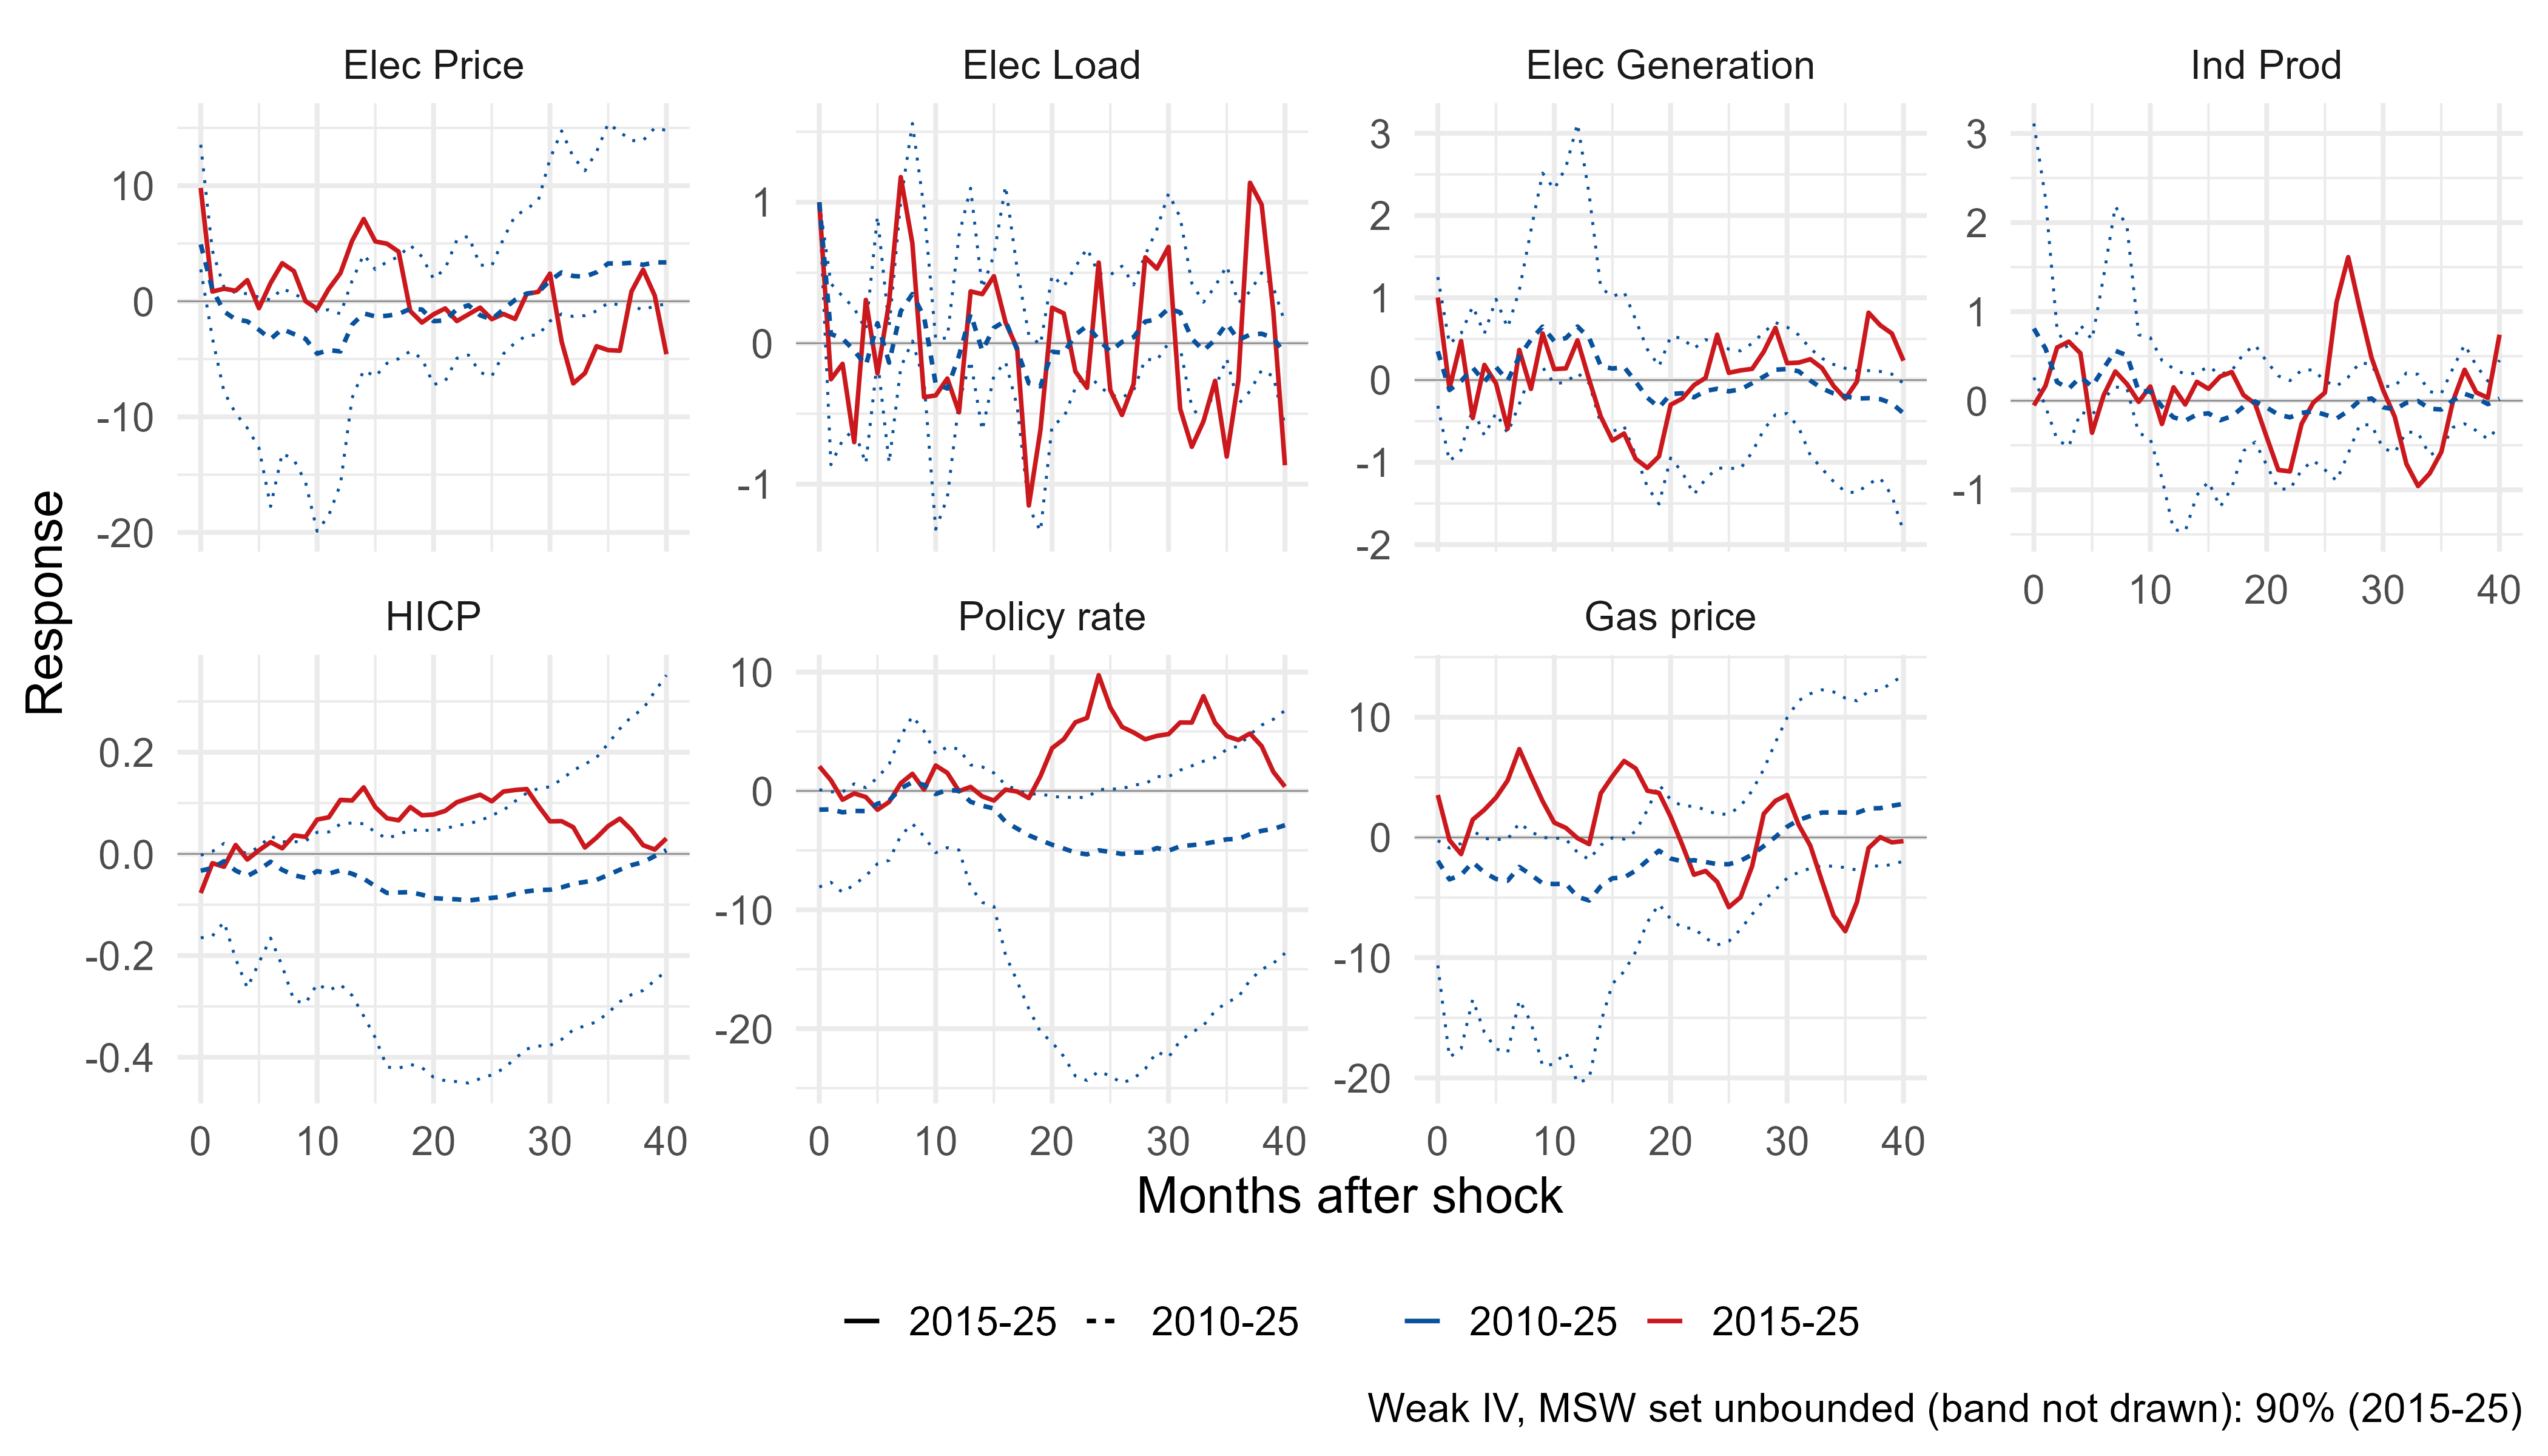 Elec Price
Elec Load
Elec Generation
Ind Prod
10
0
-10
-20
1
0
-1
3
2
1
0
-1
-2
3
2
1
0
-1
0 10 20 30 40
Response
HICP
Policy rate
Gas price
0.2
0.0
-0.2
-0.4
10
0
-10
-20
10
0
-10
-20
0 10 20 30 40
0 10 20 30 40
0 10 20 30 40
Months after shock
2015-25 2010-25 2010-25 2015-25
Weak IV, MSW set unbounded (band not drawn): 90% (2015-25)